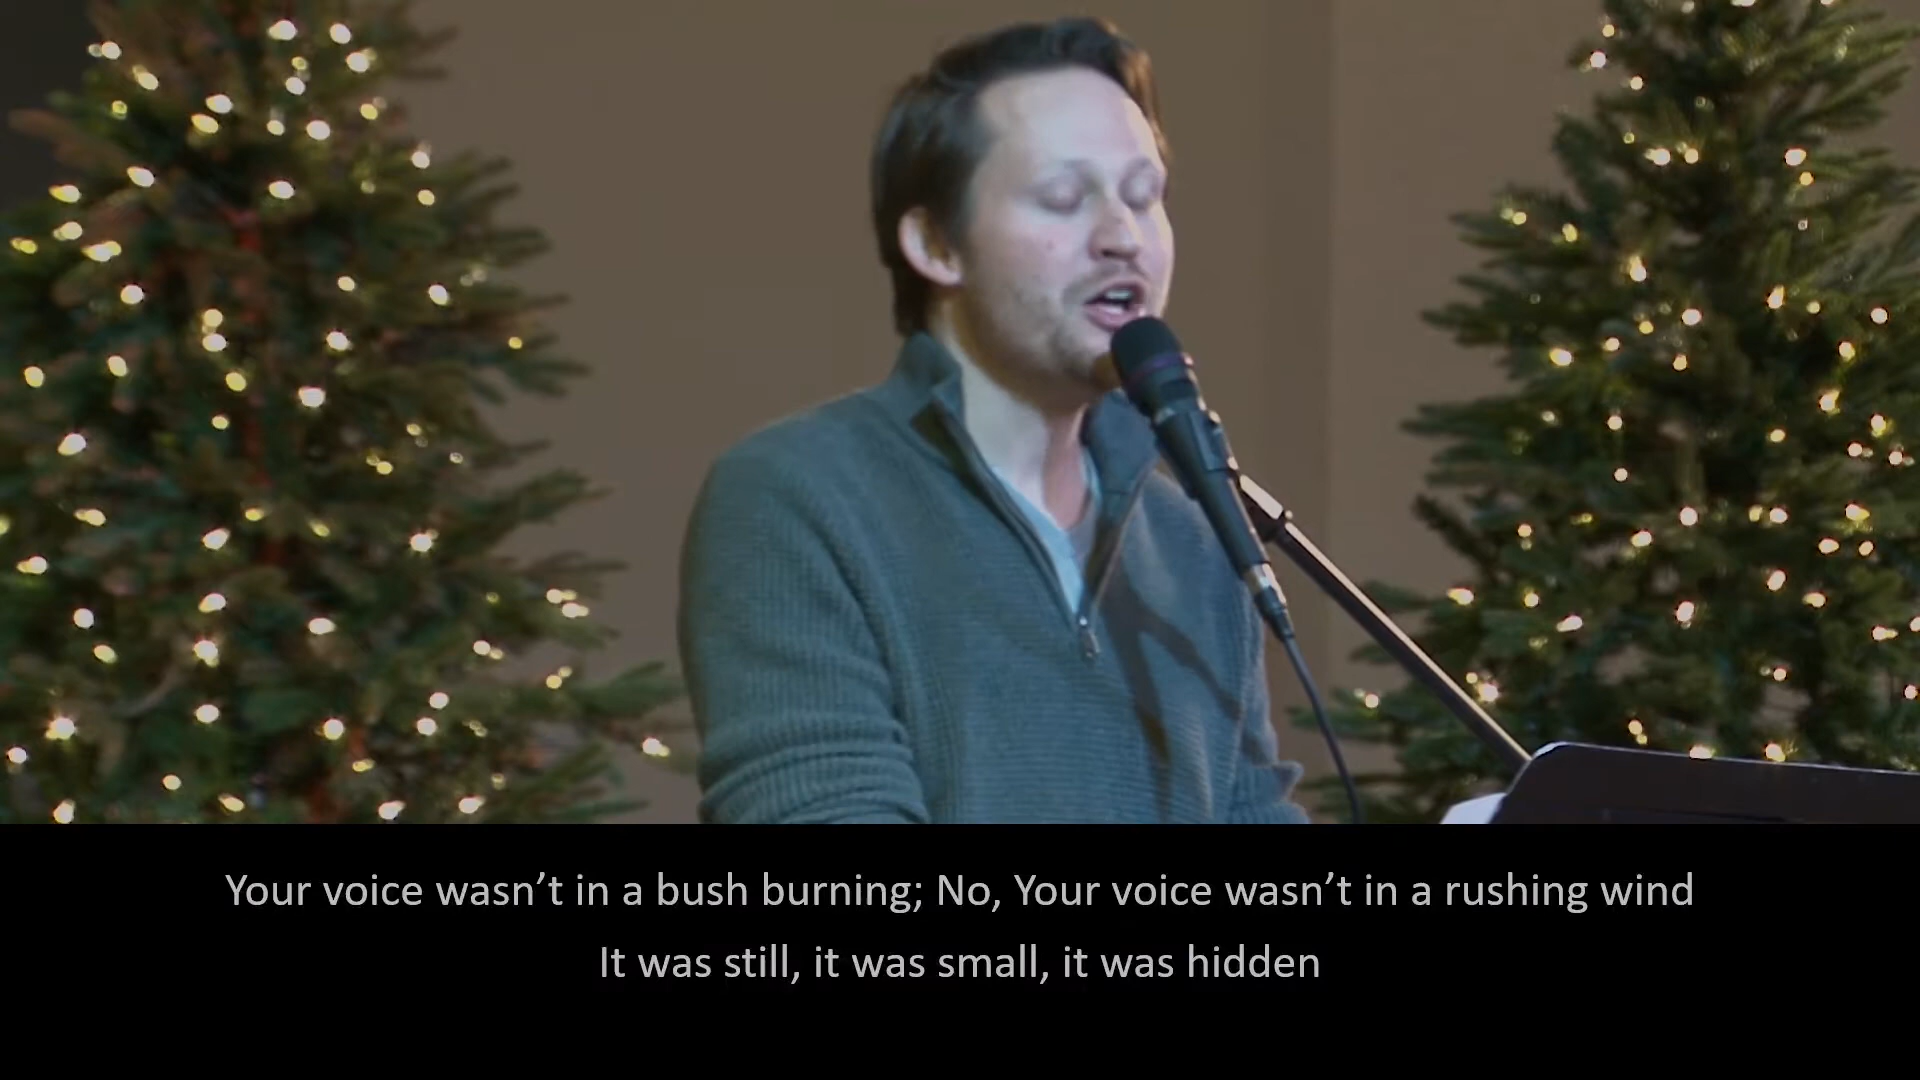 Your voice wasn’t in a bush burning; No, Your voice wasn’t in a rushing wind
It was still, it was small, it was hidden